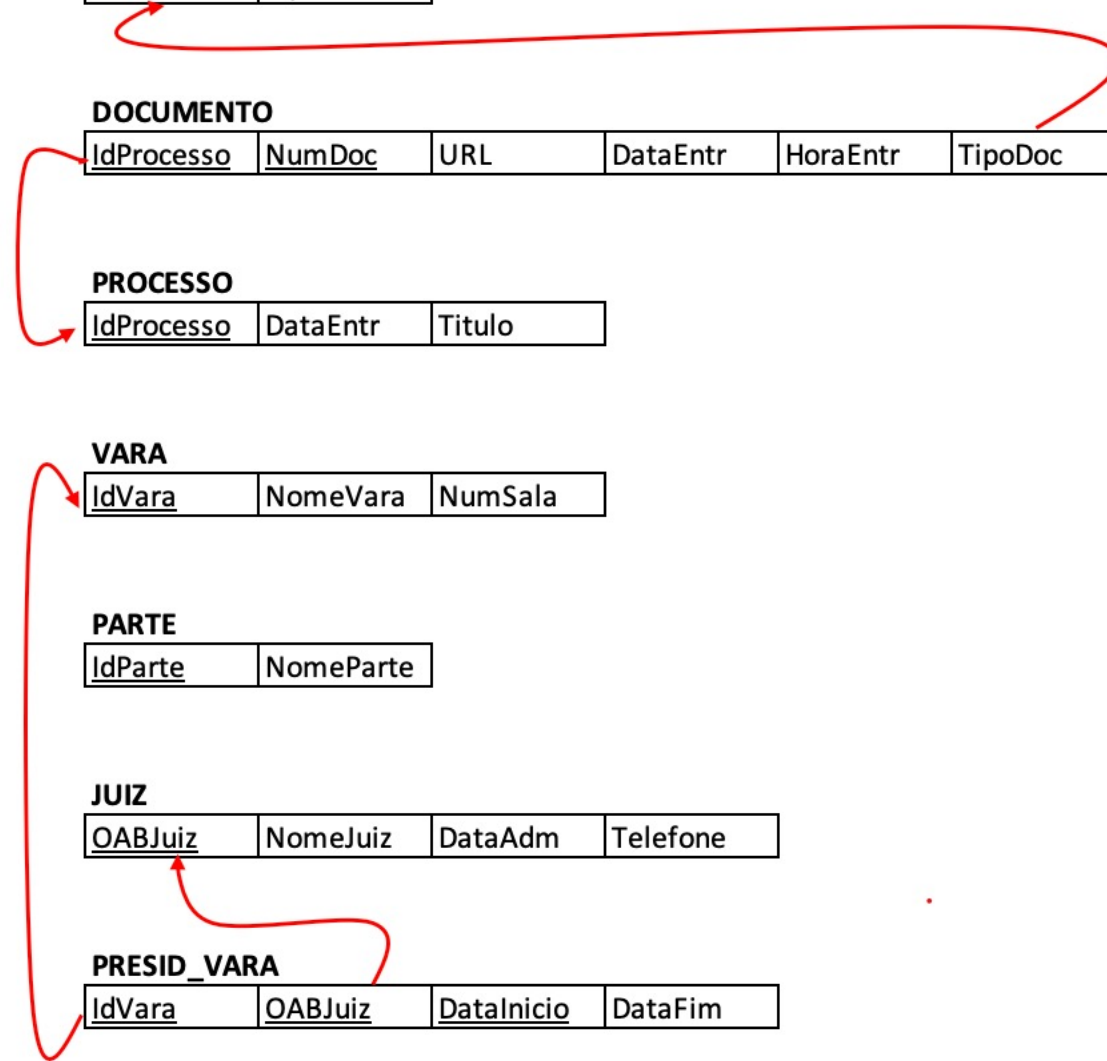 DOCUMENTO
IdProcesso NumDoc URL DataEntr HoraEntr TipoDoc
PROCESSO
IdProcesso DataEntr Titulo
VARA
IdVara NomeVara NumSala
PARTE
IdParte NomeParte
JUIZ
OABJuiz NomeJuiz DataAdm Telefone
PRESID_VARA
IdVara OABJuiz DataInicio DataFim